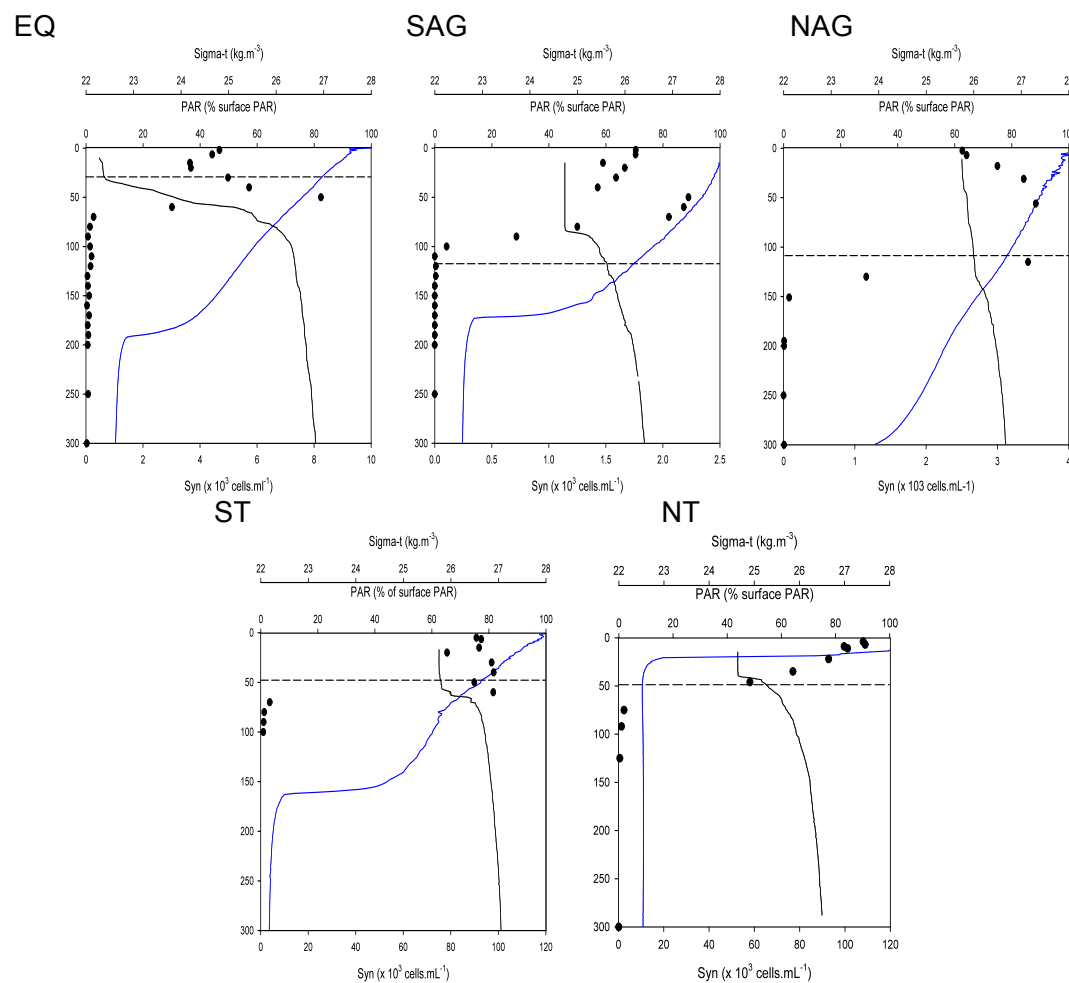 EQ SAG NAG
Sigma-t (kg.m-3) Sigma-t (kg.m-3) Sigma-t (kg.m-3)
22 23 24 25 26 27 28 22 23 24 25 26 27 28 22 23 24 25 26 27 28
PAR (% surface PAR) PAR (% surface PAR) PAR (% surface PAR)
0 20 40 60 80 100 0 20 40 60 80 100 0 20 40 60 80 100
0 0 0
50 50 50
100 100 100
150 150 150
200 200 200
250 250 250
300 300 300
0 2 4 6 8 10 0.0 0.5 1.0 1.5 2.0 2.5 0 1 2 3 4
Syn (x 103 cells.ml-1) Syn (x 103 cells.mL-1) Syn (x 103 cells.mL-1)
ST NT
Sigma-t (kg.m-3) Sigma-t (kg.m-3)
22 23 24 25 26 27 28 22 23 24 25 26 27 28
PAR (% of surface PAR) PAR (% surface PAR)
0 20 40 60 80 100 0 20 40 60 80 100
0 0
50 50
100 100
150 150
200 200
250 250
300 300
0 20 40 60 80 100 120 0 20 40 60 80 100 120
Syn (x 103 cells.mL-1) Syn (x 103 cells.mL-1)